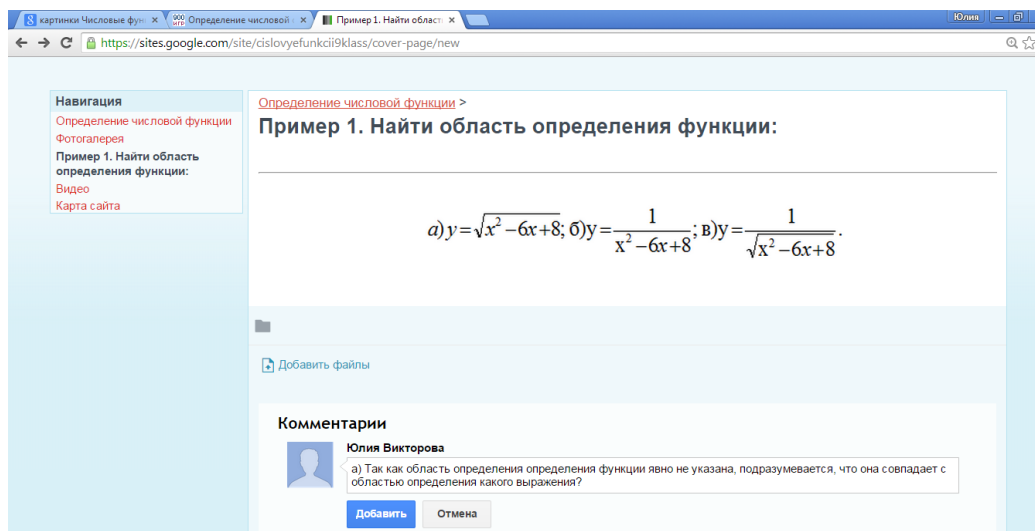 картинки Числовые фун
Определение числовой
Пример 1. Найти област
Юлия
https://sites.google.com/site/cislovyefunkcii9klass/cover-page/new
Навигация
Определение числовой функции
Фотогалерея
Пример 1. Найти область
определения функции:
Видео
Карта сайта
Определение числовой функции >
Пример 1. Найти область определения функции:
а) y=√(x²−6x+8); б)y=1/(x²−6x+8); в)y=1/√(x²−6x+8).
Добавить файлы
Комментарии
Юлия Викторова
а) Так как область определения определения функции явно не указана, подразумевается, что она совпадает с
областью определения какого выражения?
Добавить Отмена